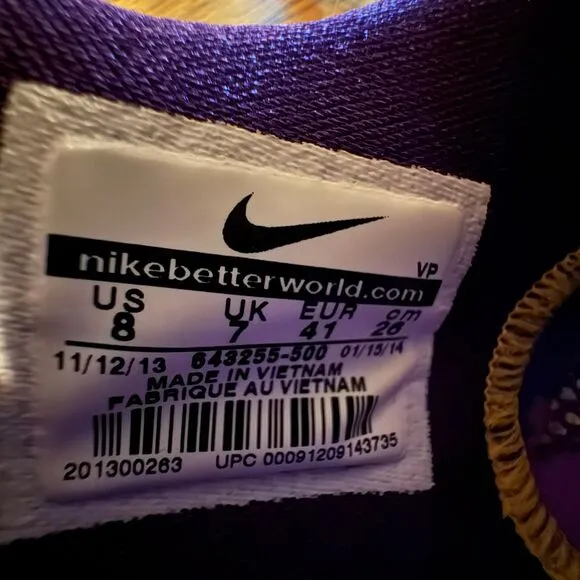 nikebetterworld.com VP
US UK EUR cm
8 7 41 26
11/12/13 643255-500 01/15/14
MADE IN VIETNAM
FABRIQUE AU VIETNAM
201300263 UPC 00091209143735